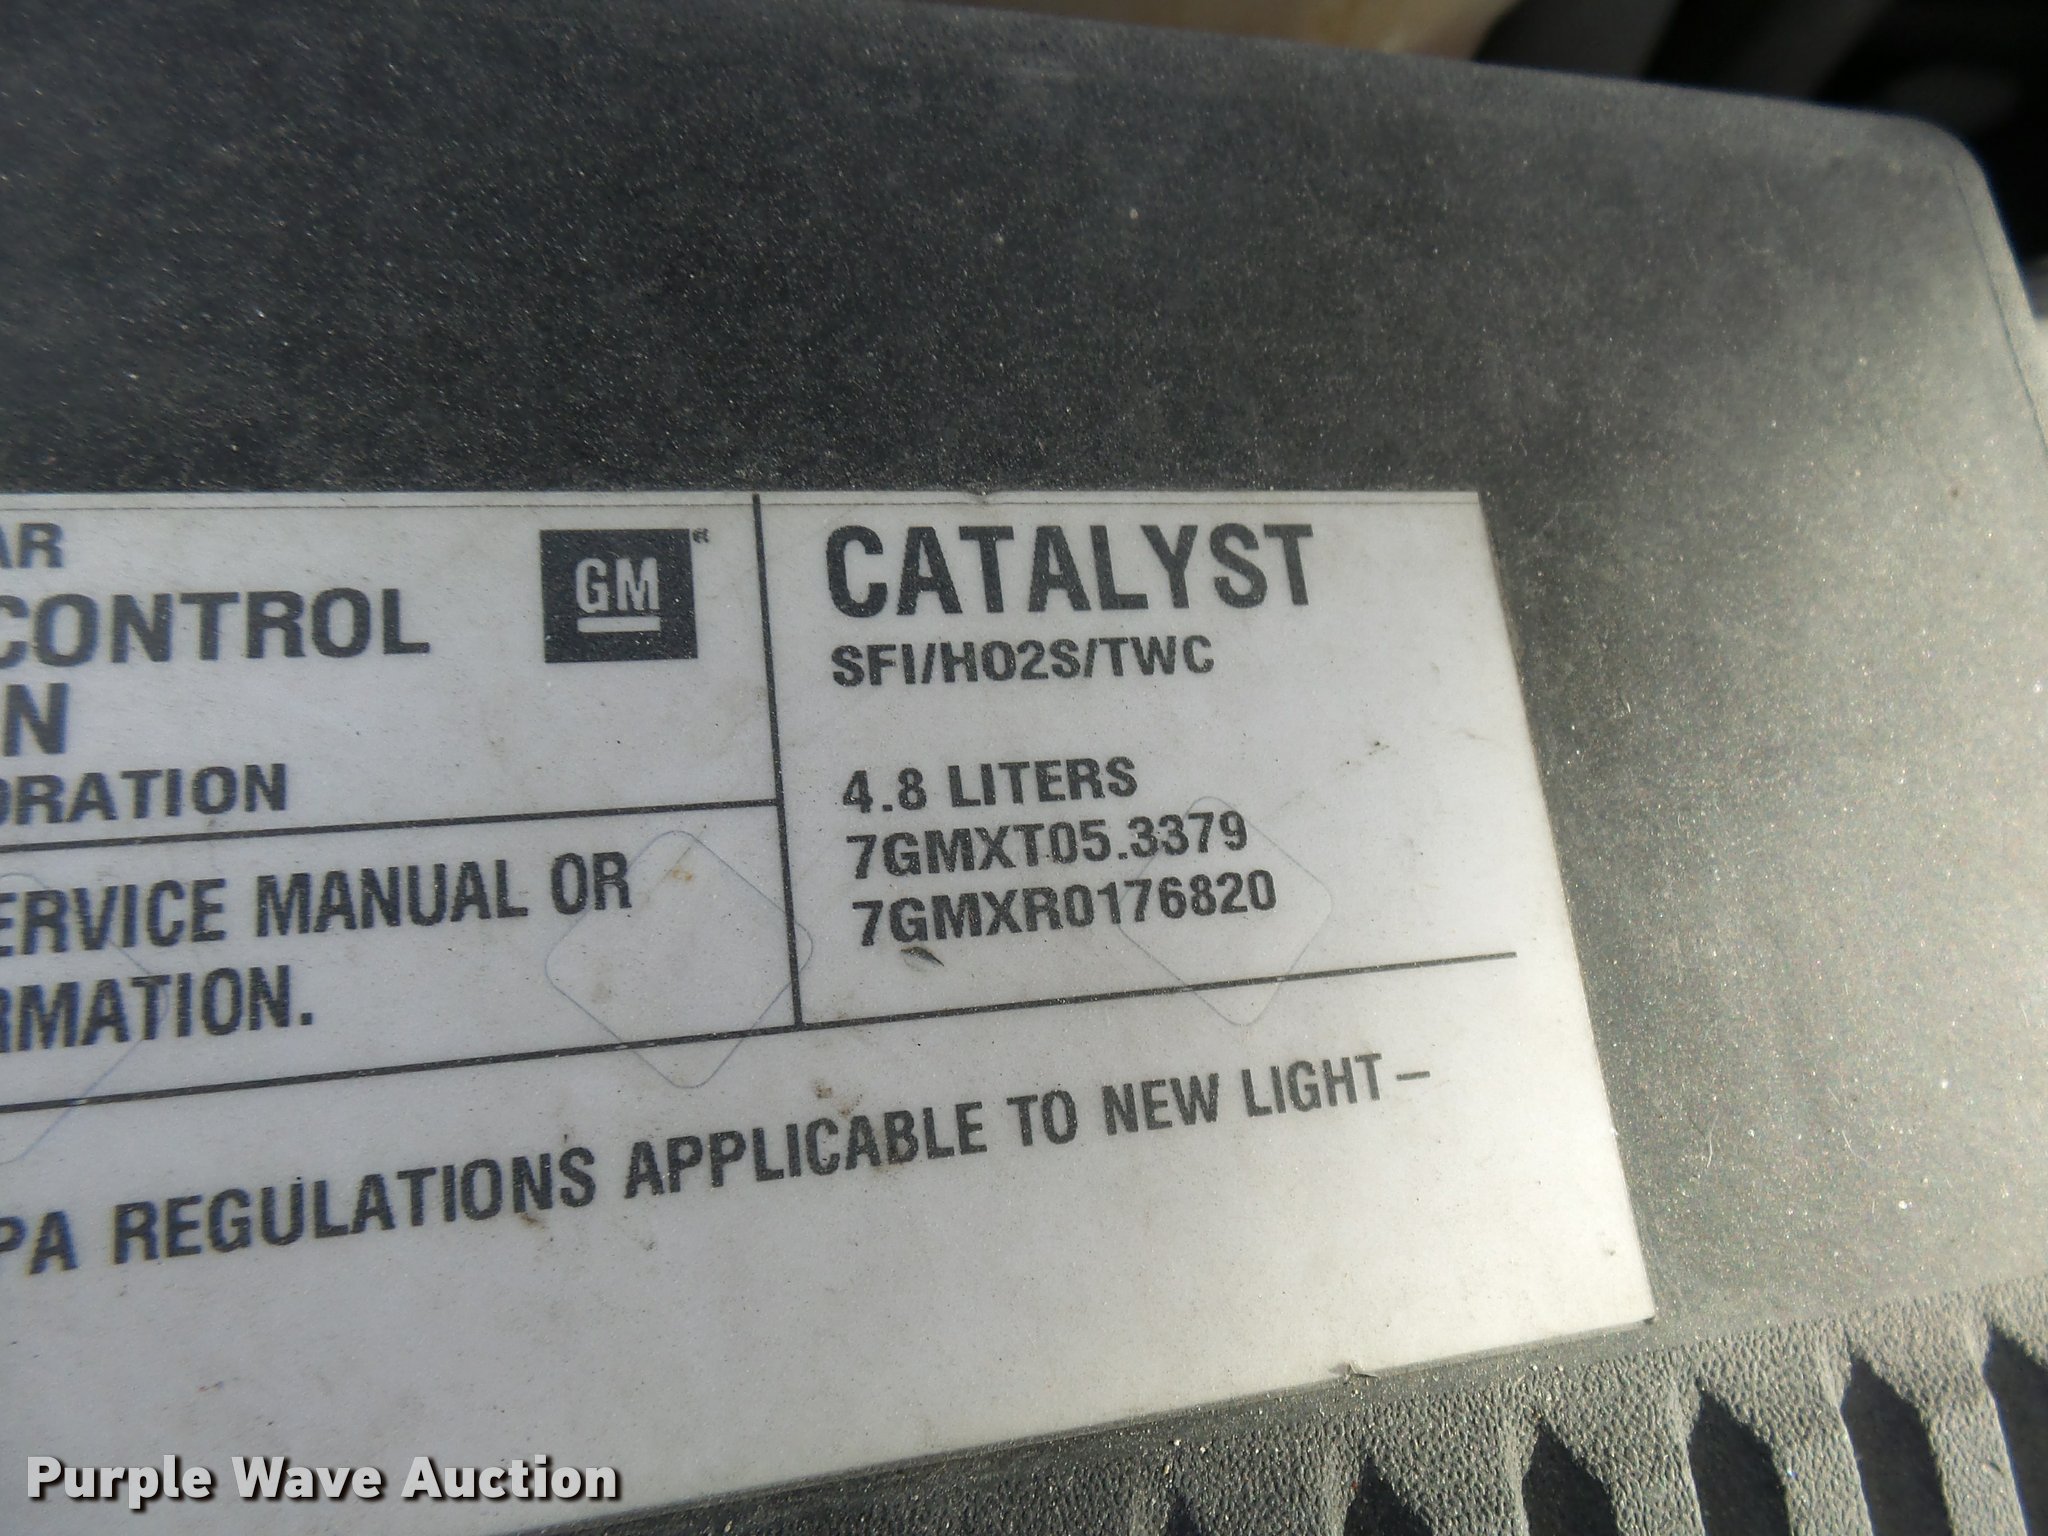 AR
CONTROL
N
ORATION
GM
®
CATALYST
SFI/HO2S/TWC
4.8 LITERS
7GMXT05.3379
7GMXR0176820
ERVICE MANUAL OR
RMATION.
PA REGULATIONS APPLICABLE TO NEW LIGHT–
Purple Wave Auction